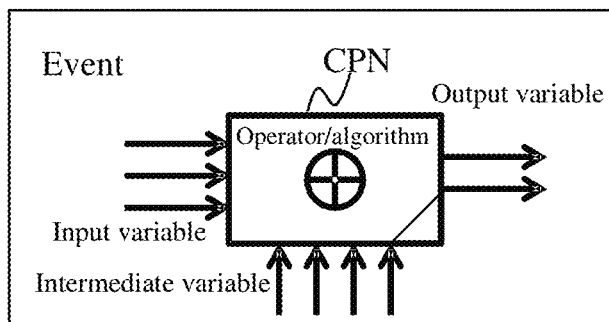 Event
CPN
Output variable
Operator/algorithm
Input variable
Intermediate variable